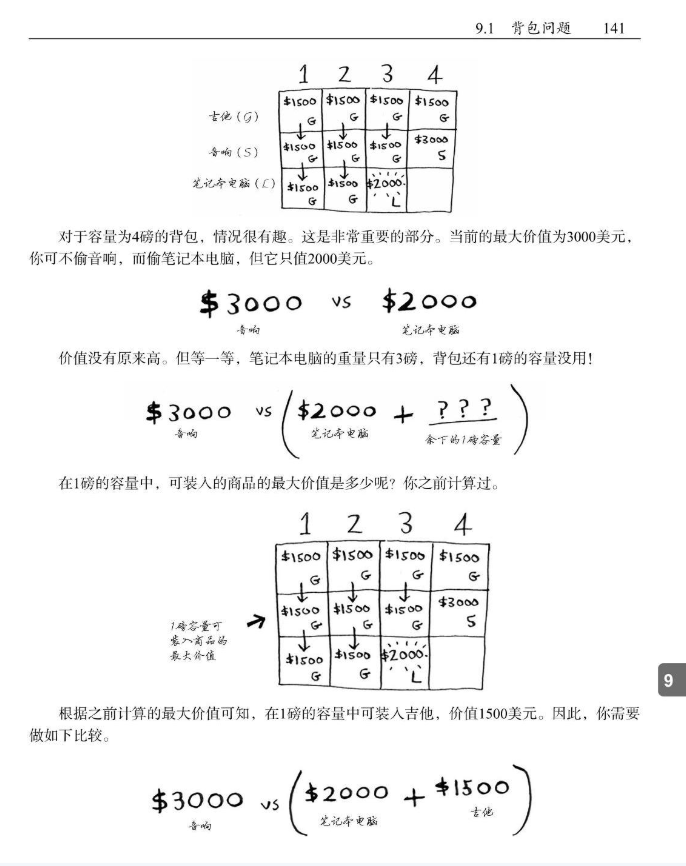 9.1 背包问题 141
1 2 3 4
吉他(G) $1500 G $1500 G $1500 G $1500 G
音响(S) $1500 G $1500 G $1500 G $3000 S
笔记本电脑(L) $1500 G $1500 G $2000 L
对于容量为4磅的背包，情况很有趣。这是非常重要的部分。当前的最大价值为3000美元，
你可不偷音响，而偷笔记本电脑，但它只值2000美元。
$3000 vs $2000
音响 笔记本电脑
价值没有原来高。但等一等，笔记本电脑的重量只有3磅，背包还有1磅的容量没用！
$3000 vs ($2000 + ???)
音响 笔记本电脑 余下的1磅容量
在1磅的容量中，可装入的商品的最大价值是多少呢？你之前计算过。
1 2 3 4
$1500 G $1500 G $1500 G $1500 G
$1500 G $1500 G $1500 G $3000 S
1磅容量可
装入商品的
最大价值
$1500 G $1500 G $2000 L
9
根据之前计算的最大价值可知，在1磅的容量中可装入吉他，价值1500美元。因此，你需要
做如下比较。
$3000 vs ($2000 + $1500)
音响 笔记本电脑 吉他